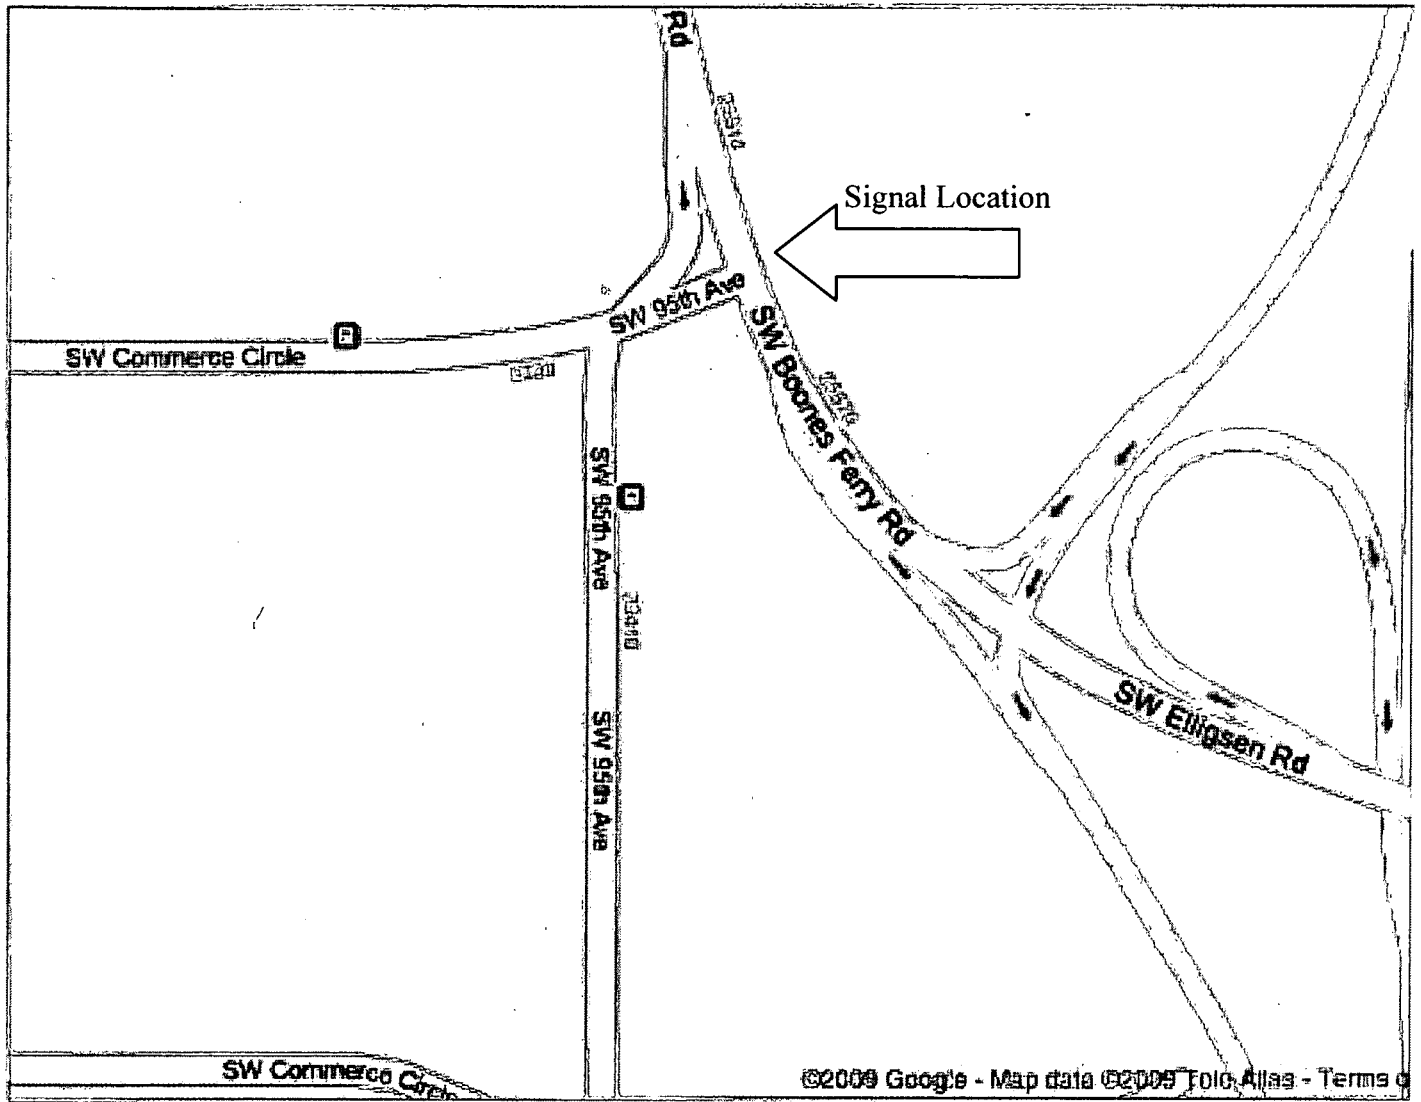 Rd
Signal Location
SW 95th Ave
SW Commerce Circle
SW Boones Ferry Rd
SW 95th Ave
SW Elligsen Rd
SW 95th Ave
SW Commerce Circle
©2009 Google - Map data ©2009 Tele Atlas - Terms o